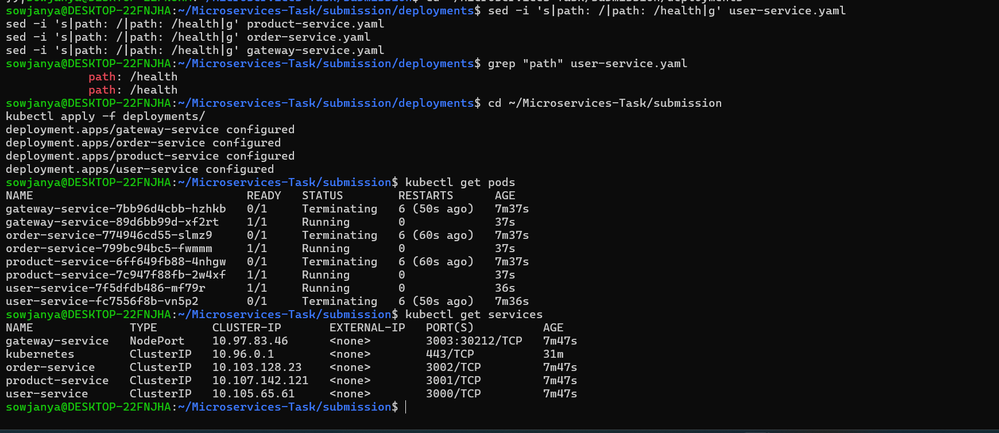 sowjanya@DESKTOP-22FNJHA:~/Microservices-Task/submission/deployments$ sed -i 's|path: /|path: /health|g' user-service.yaml
sed -i 's|path: /|path: /health|g' product-service.yaml
sed -i 's|path: /|path: /health|g' order-service.yaml
sed -i 's|path: /|path: /health|g' gateway-service.yaml
sowjanya@DESKTOP-22FNJHA:~/Microservices-Task/submission/deployments$ grep "path" user-service.yaml
            path: /health
            path: /health
sowjanya@DESKTOP-22FNJHA:~/Microservices-Task/submission/deployments$ cd ~/Microservices-Task/submission
kubectl apply -f deployments/
deployment.apps/gateway-service configured
deployment.apps/order-service configured
deployment.apps/product-service configured
deployment.apps/user-service configured
sowjanya@DESKTOP-22FNJHA:~/Microservices-Task/submission$ kubectl get pods
NAME                               READY   STATUS        RESTARTS      AGE
gateway-service-7bb96d4cbb-hzhkb   0/1     Terminating   6 (50s ago)   7m37s
gateway-service-89d6bb99d-xf2rt    1/1     Running       0             37s
order-service-774946cd55-slmz9     0/1     Terminating   6 (60s ago)   7m37s
order-service-799bc94bc5-fwmmm     1/1     Running       0             37s
product-service-6ff649fb88-4nhgw   0/1     Terminating   6 (60s ago)   7m37s
product-service-7c947f88fb-2w4xf   1/1     Running       0             37s
user-service-7f5dfdb486-mf79r      1/1     Running       0             36s
user-service-fc7556f8b-vn5p2       0/1     Terminating   6 (50s ago)   7m36s
sowjanya@DESKTOP-22FNJHA:~/Microservices-Task/submission$ kubectl get services
NAME              TYPE        CLUSTER-IP       EXTERNAL-IP   PORT(S)          AGE
gateway-service   NodePort    10.97.83.46      <none>        3003:30212/TCP   7m47s
kubernetes        ClusterIP   10.96.0.1        <none>        443/TCP          31m
order-service     ClusterIP   10.103.128.23    <none>        3002/TCP         7m47s
product-service   ClusterIP   10.107.142.121   <none>        3001/TCP         7m47s
user-service      ClusterIP   10.105.65.61     <none>        3000/TCP         7m47s
sowjanya@DESKTOP-22FNJHA:~/Microservices-Task/submission$